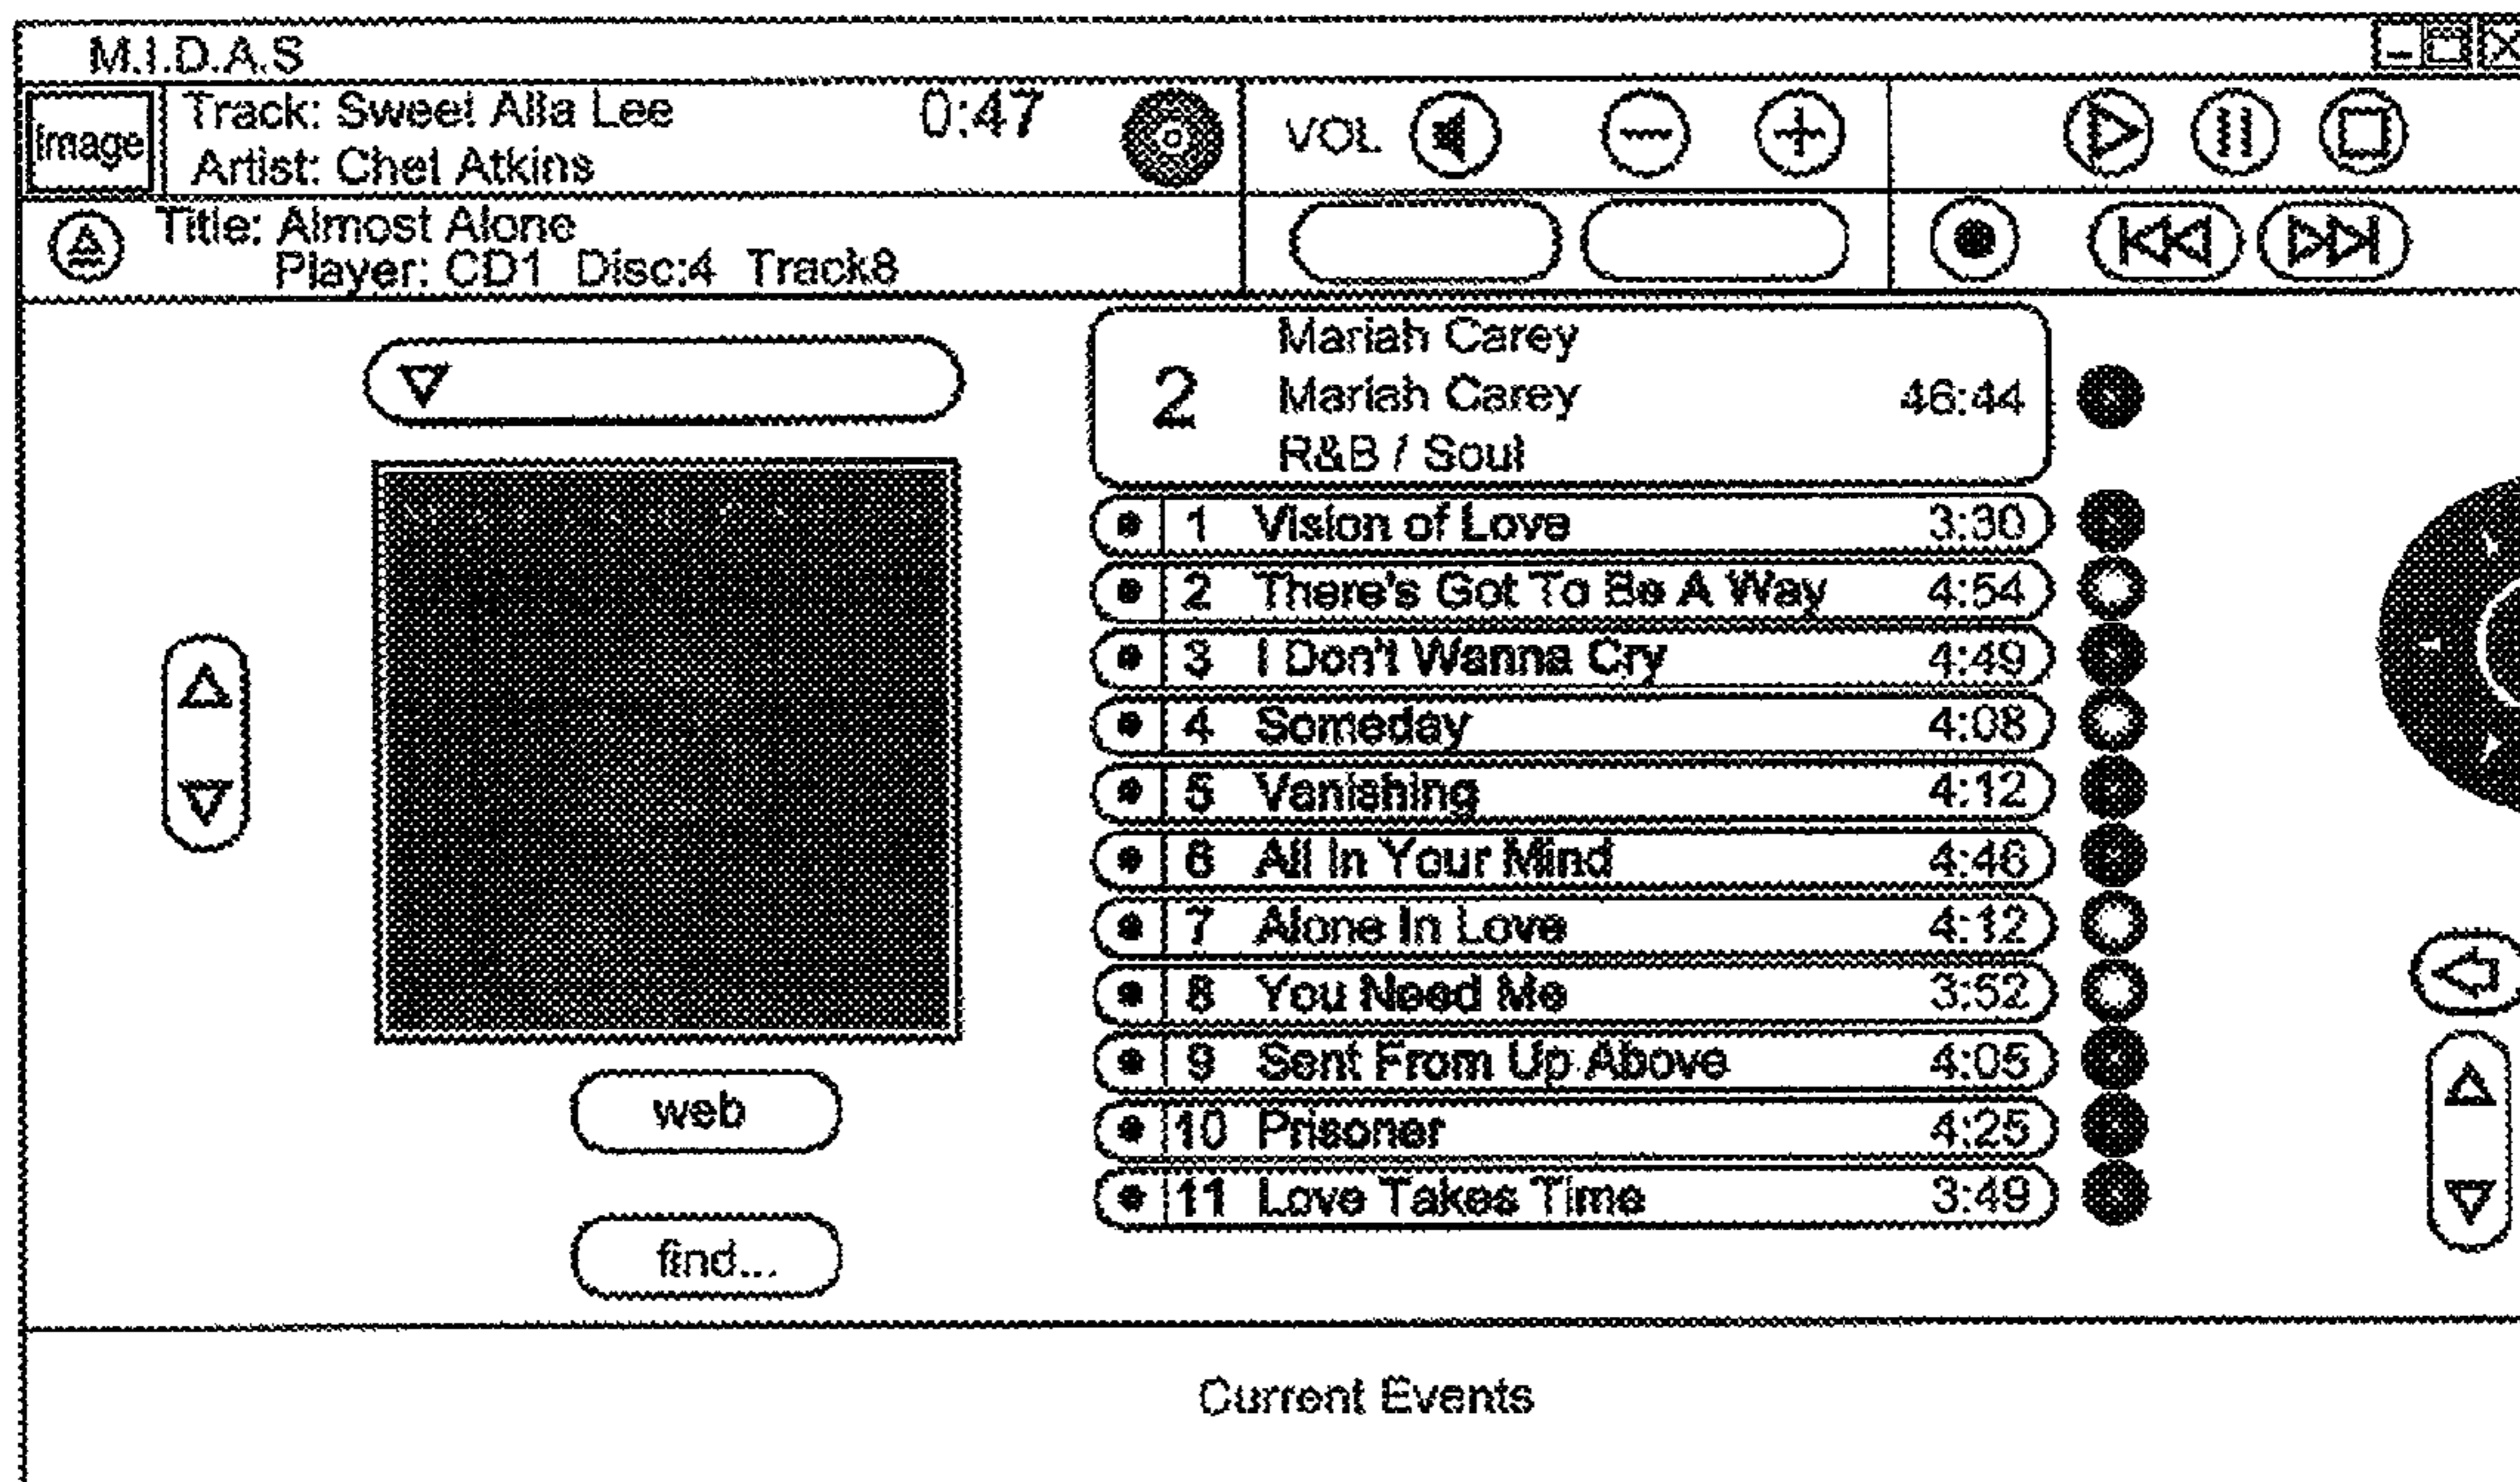 M.I.D.A.S
Image
Track: Sweet Alla Lee 0:47
Artist: Chet Atkins
VOL
Title: Almost Alone
Player: CD1 Disc:4 Track8
2
Mariah Carey
Mariah Carey 46:44
R&B / Soul
1 Vision of Love 3:30
2 There's Got To Be A Way 4:54
3 I Don't Wanna Cry 4:49
4 Someday 4:08
5 Vanishing 4:12
6 All In Your Mind 4:46
7 Alone In Love 4:12
8 You Need Me 3:52
9 Sent From Up Above 4:05
10 Prisoner 4:25
11 Love Takes Time 3:49
web
find...
Current Events